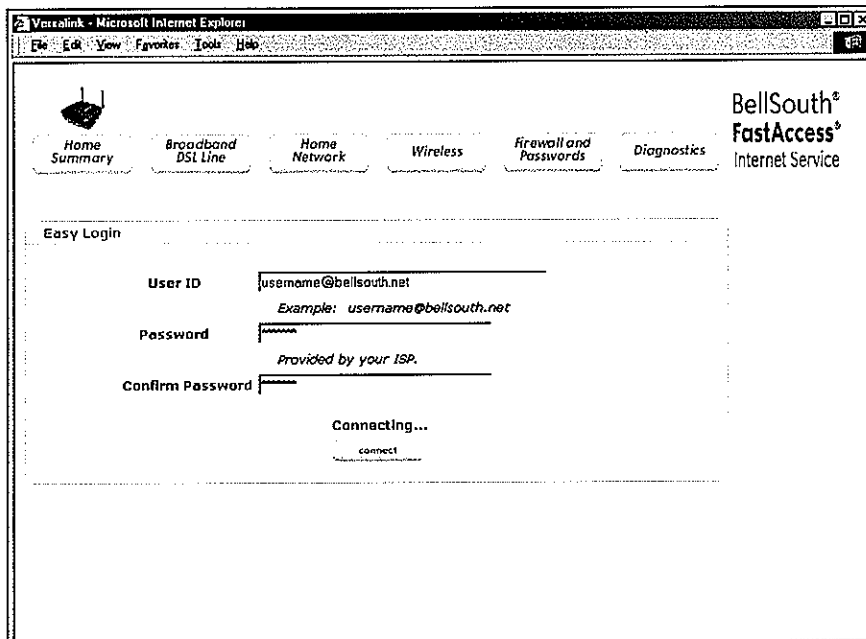 Versalink - Microsoft Internet Explorer
File Edit View Favorites Tools Help
BellSouth®
FastAccess®
Internet Service
Home Summary
Broadband DSL Line
Home Network
Wireless
Firewall and Passwords
Diagnostics
Easy Login
User ID
username@bellsouth.net
Example: username@bellsouth.net
Password
Provided by your ISP.
Confirm Password
Connecting...
connect